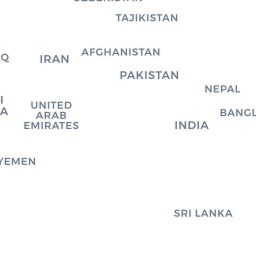 TAJIKISTAN
AFGHANISTAN
IRAN
PAKISTAN
NEPAL
UNITED
ARAB
EMIRATES
BANGL
INDIA
YEMEN
SRI LANKA